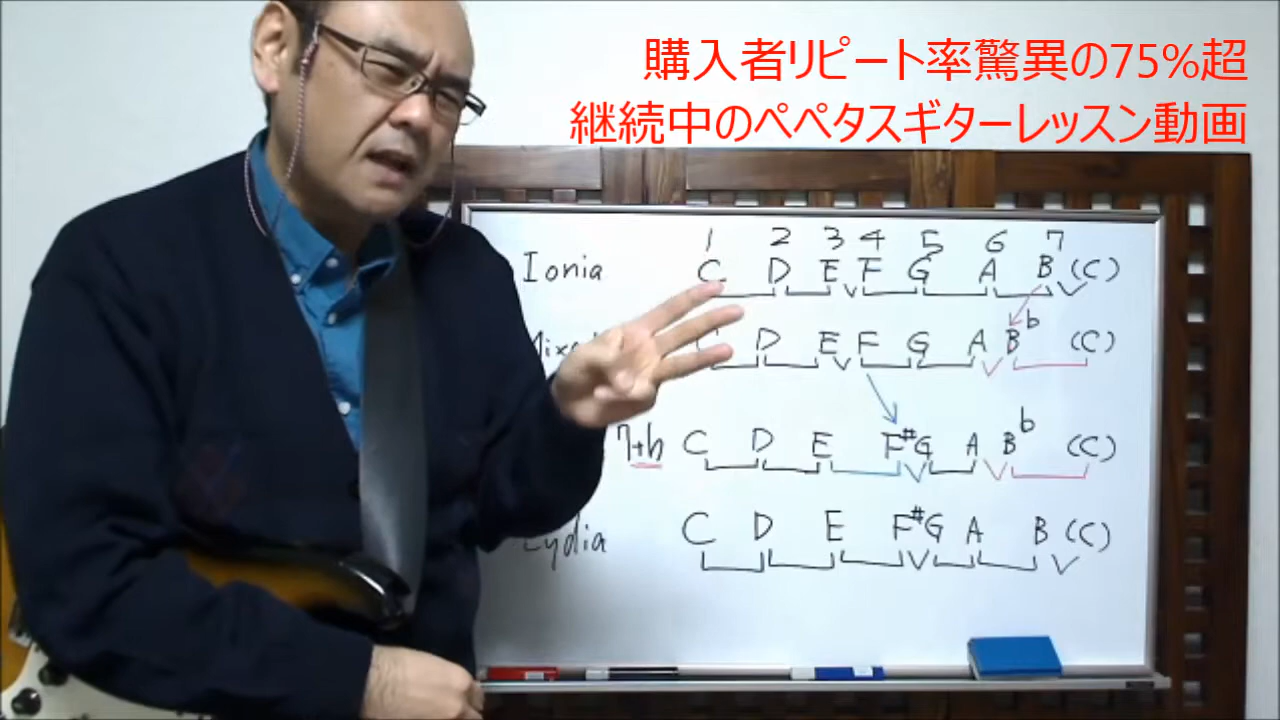 購入者リピート率驚異の75%超
継続中のペペタスギターレッスン動画
1 2 3 4 5 6 7
Ionia C D E F G A B (C)
D E F G A B♭ (C)
7th C D E F# G A B♭ (C)
Lydia C D E F# G A B (C)